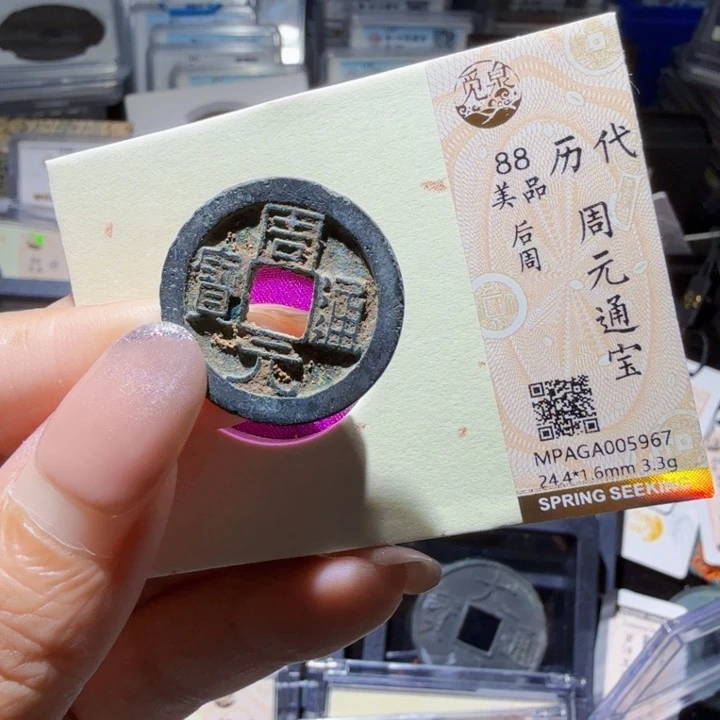 周元通寶
觅泉
历代
88
美品
后周
周元通宝
MPAGA005967
24.4*1.6mm 3.3g
SPRING SEEKING